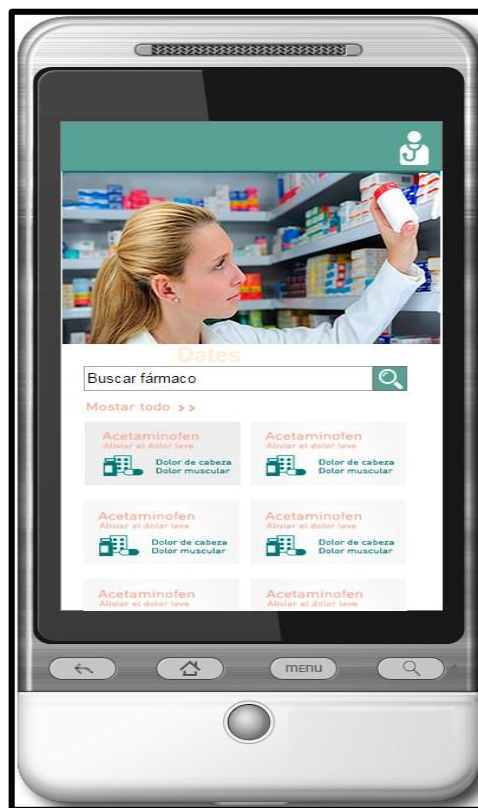 Dates
Buscar fármaco
Mostar todo >>
Acetaminofen
Aliviar el dolor leve
Dolor de cabeza
Dolor muscular
Acetaminofen
Aliviar el dolor leve
Dolor de cabeza
Dolor muscular
Acetaminofen
Aliviar el dolor leve
Dolor de cabeza
Dolor muscular
Acetaminofen
Aliviar el dolor leve
Dolor de cabeza
Dolor muscular
Acetaminofen
Aliviar el dolor leve
Acetaminofen
Aliviar el dolor leve
menu